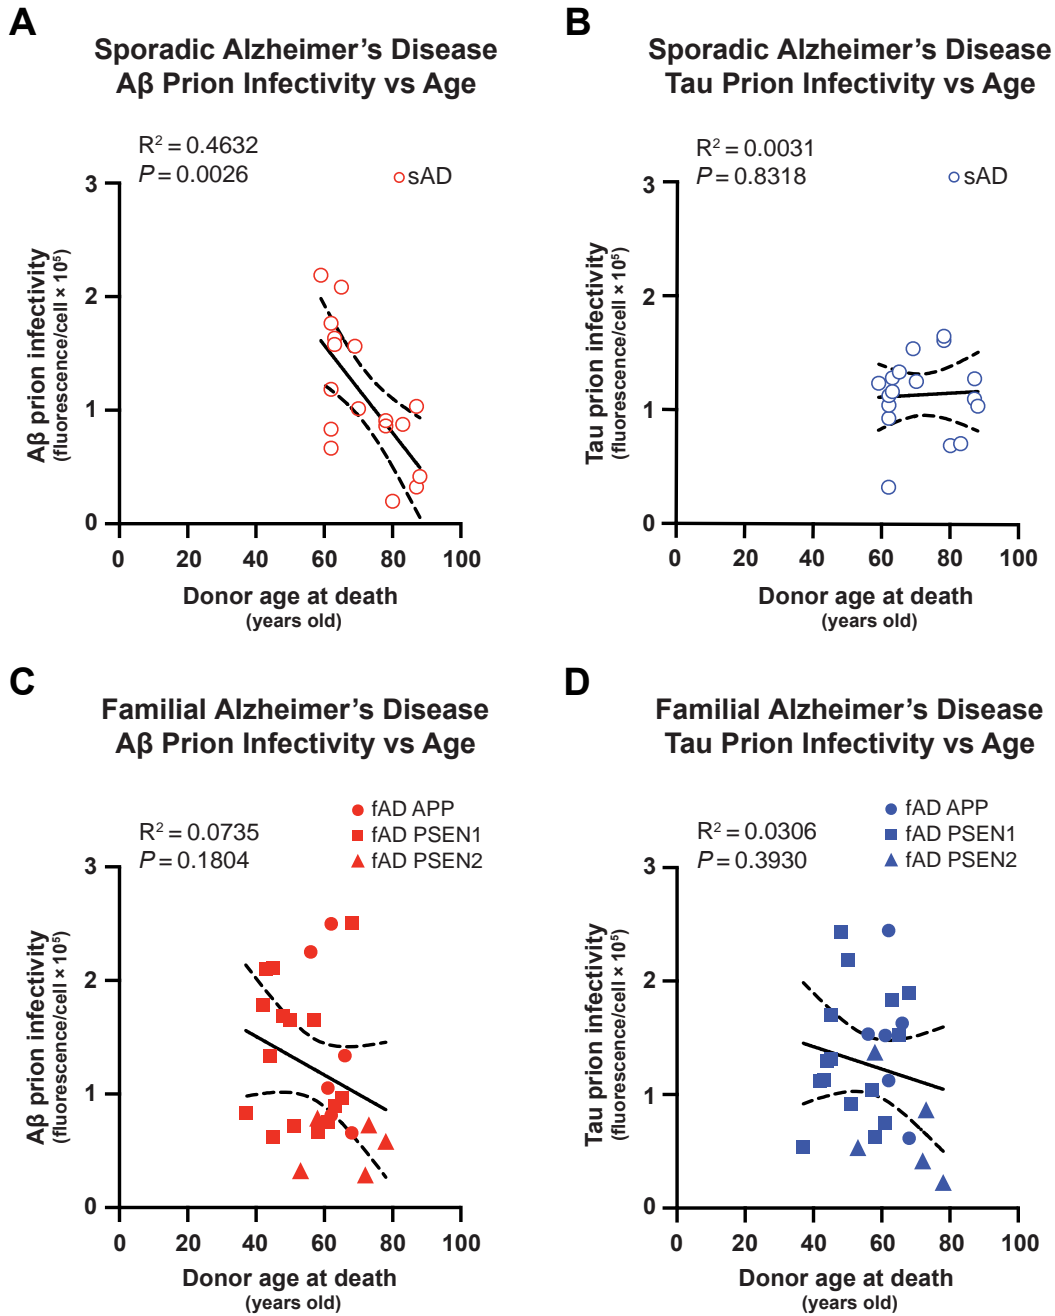 A
Sporadic Alzheimer’s Disease
Aβ Prion Infectivity vs Age
R² = 0.4632
P = 0.0026
sAD
3
2
1
0
Aβ prion infectivity
(fluorescence/cell × 10⁵)
0 20 40 60 80 100
Donor age at death
(years old)
B
Sporadic Alzheimer’s Disease
Tau Prion Infectivity vs Age
R² = 0.0031
P = 0.8318
sAD
3
2
1
0
Tau prion infectivity
(fluorescence/cell × 10⁵)
0 20 40 60 80 100
Donor age at death
(years old)
C
Familial Alzheimer’s Disease
Aβ Prion Infectivity vs Age
R² = 0.0735
P = 0.1804
fAD APP
fAD PSEN1
fAD PSEN2
3
2
1
0
Aβ prion infectivity
(fluorescence/cell × 10⁵)
0 20 40 60 80 100
Donor age at death
(years old)
D
Familial Alzheimer’s Disease
Tau Prion Infectivity vs Age
R² = 0.0306
P = 0.3930
fAD APP
fAD PSEN1
fAD PSEN2
3
2
1
0
Tau prion infectivity
(fluorescence/cell × 10⁵)
0 20 40 60 80 100
Donor age at death
(years old)